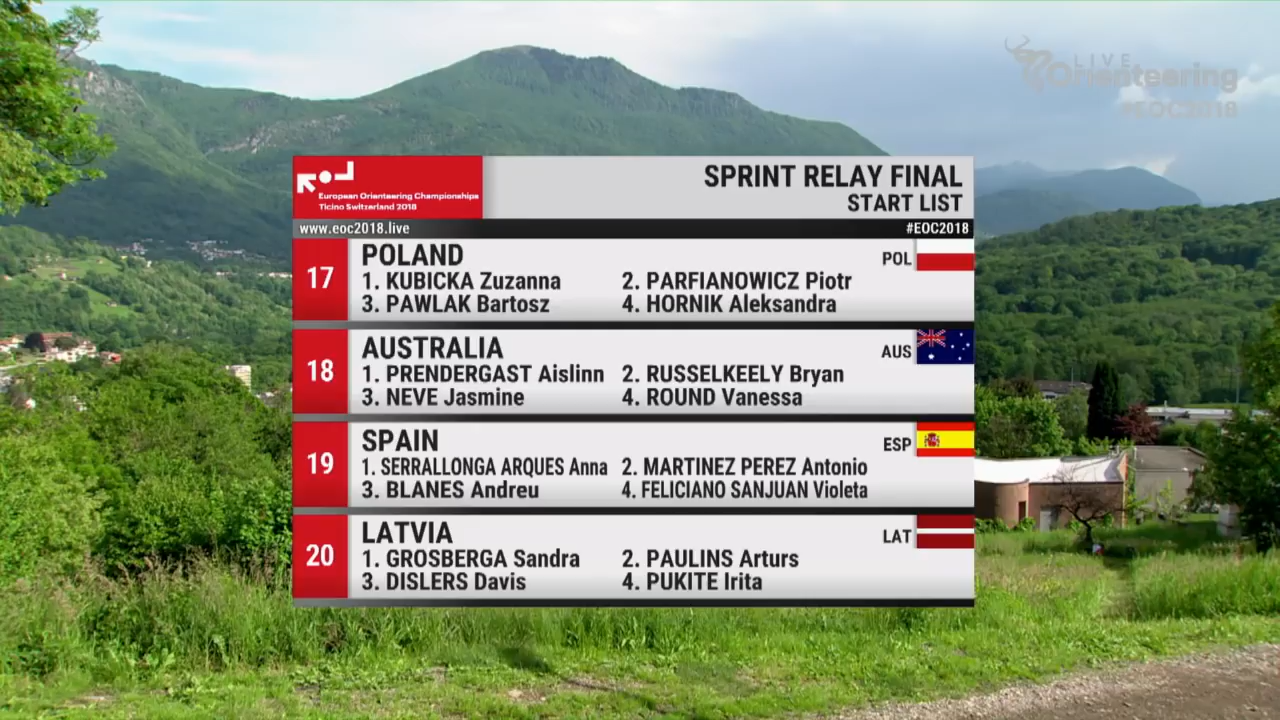 LIVE
Orienteering
#EOC2018
European Orienteering Championships
Ticino Switzerland 2018
SPRINT RELAY FINAL
START LIST
www.eoc2018.live
#EOC2018
17
POLAND
POL
1. KUBICKA Zuzanna
2. PARFIANOWICZ Piotr
3. PAWLAK Bartosz
4. HORNIK Aleksandra
18
AUSTRALIA
AUS
1. PRENDERGAST Aislinn
2. RUSSELKEELY Bryan
3. NEVE Jasmine
4. ROUND Vanessa
19
SPAIN
ESP
1. SERRALLONGA ARQUES Anna
2. MARTINEZ PEREZ Antonio
3. BLANES Andreu
4. FELICIANO SANJUAN Violeta
20
LATVIA
LAT
1. GROSBERGA Sandra
2. PAULINS Arturs
3. DISLERS Davis
4. PUKITE Irita